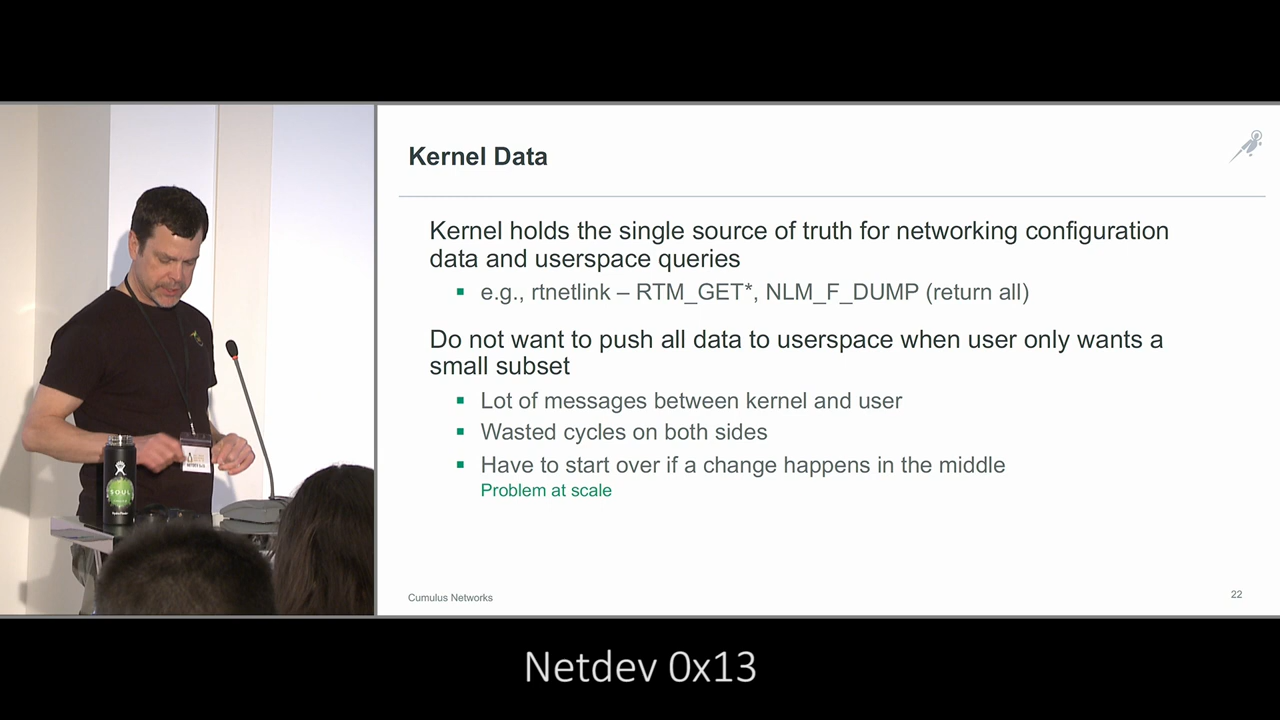 Kernel Data
Kernel holds the single source of truth for networking configuration
data and userspace queries
▪ e.g., rtnetlink – RTM_GET*, NLM_F_DUMP (return all)
Do not want to push all data to userspace when user only wants a
small subset
▪ Lot of messages between kernel and user
▪ Wasted cycles on both sides
▪ Have to start over if a change happens in the middle
Problem at scale
Cumulus Networks
22
SOUL
Netdev 0x13